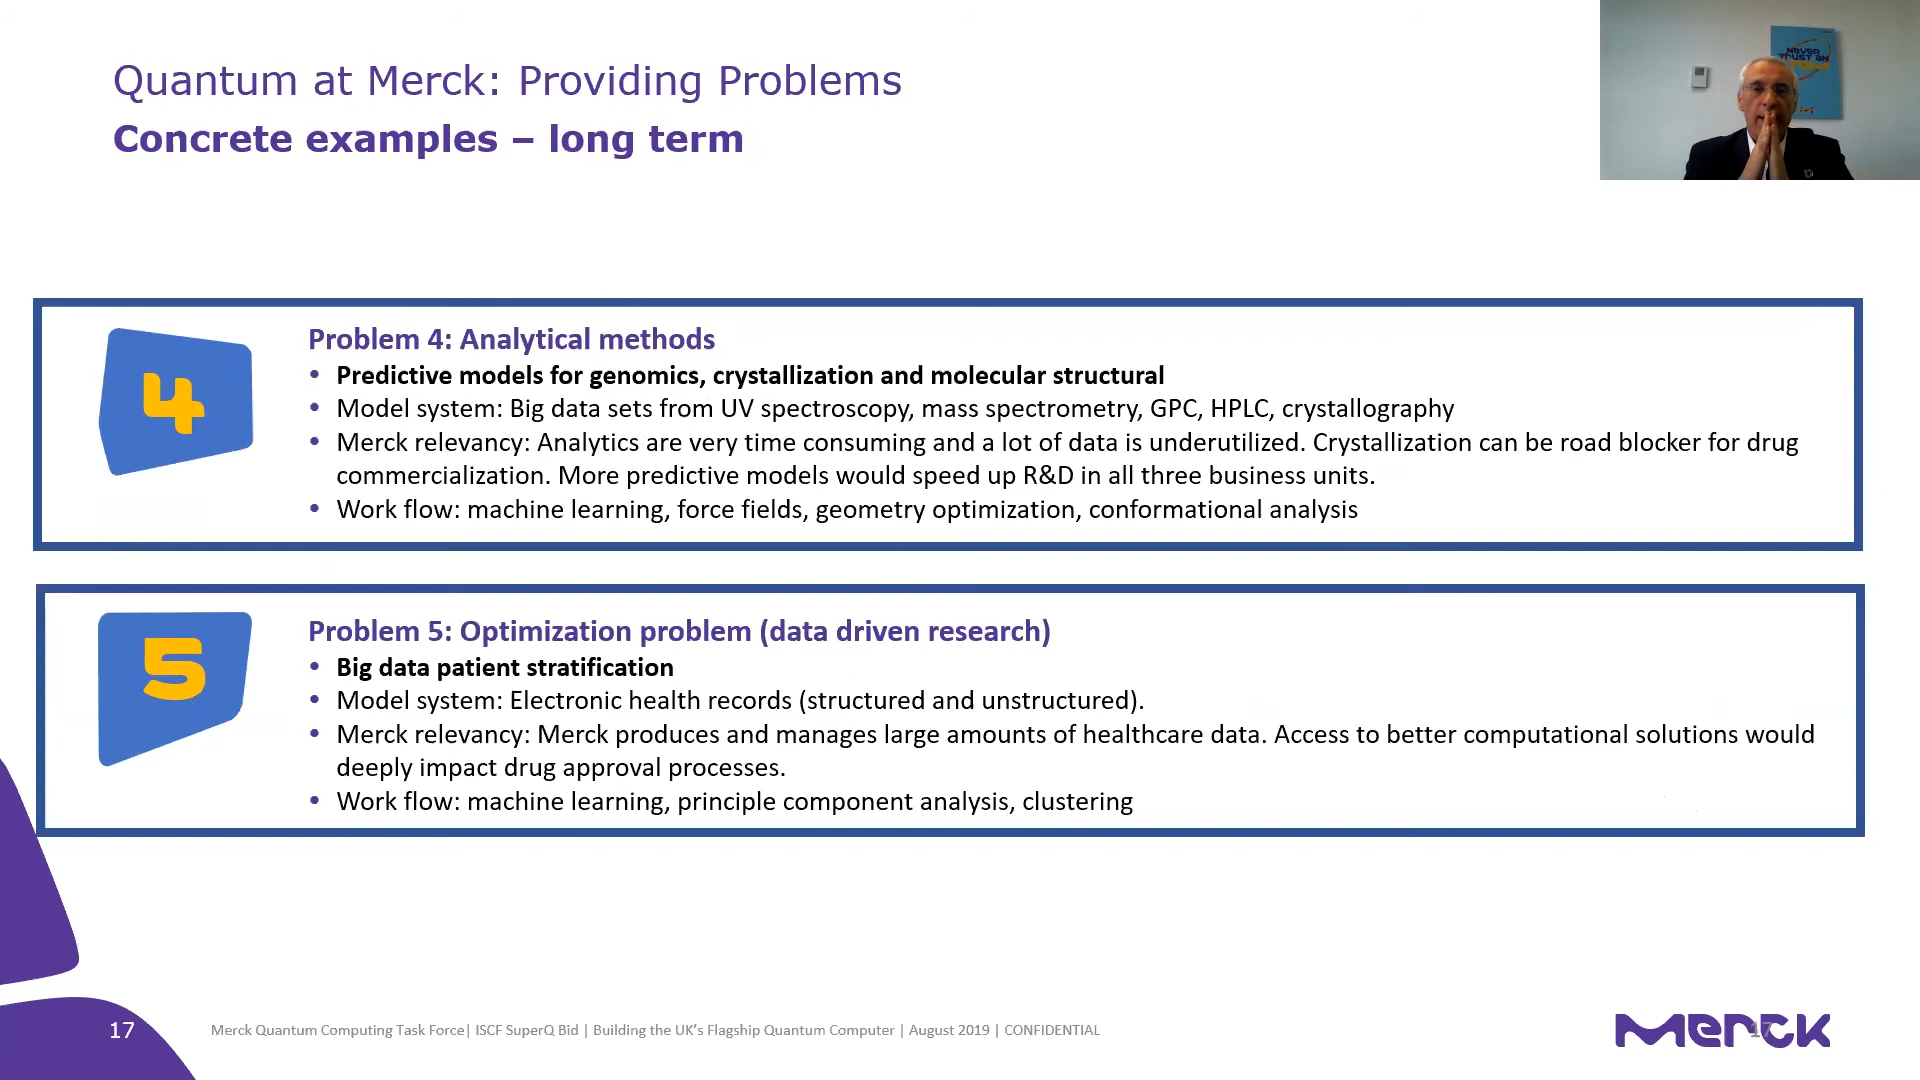 Quantum at Merck: Providing Problems
Concrete examples – long term
NEVER
TRUST AN
4
Problem 4: Analytical methods
• Predictive models for genomics, crystallization and molecular structural
• Model system: Big data sets from UV spectroscopy, mass spectrometry, GPC, HPLC, crystallography
• Merck relevancy: Analytics are very time consuming and a lot of data is underutilized. Crystallization can be road blocker for drug
commercialization. More predictive models would speed up R&D in all three business units.
• Work flow: machine learning, force fields, geometry optimization, conformational analysis
5
Problem 5: Optimization problem (data driven research)
• Big data patient stratification
• Model system: Electronic health records (structured and unstructured).
• Merck relevancy: Merck produces and manages large amounts of healthcare data. Access to better computational solutions would
deeply impact drug approval processes.
• Work flow: machine learning, principle component analysis, clustering
17
Merck Quantum Computing Task Force| ISCF SuperQ Bid | Building the UK's Flagship Quantum Computer | August 2019 | CONFIDENTIAL
Merck
17